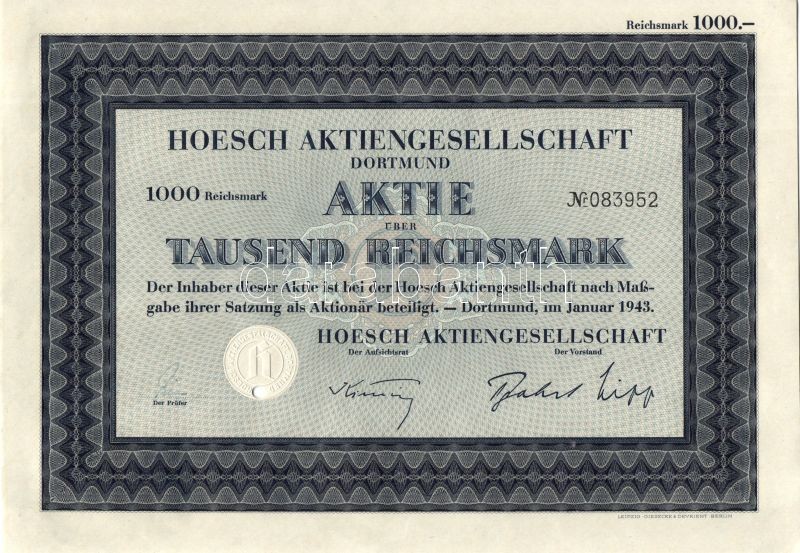 Reichsmark 1000.—
HOESCH AKTIENGESELLSCHAFT
DORTMUND
1000 Reichsmark
AKTIE
№ 083952
ÜBER
TAUSEND REICHSMARK
Der Inhaber dieser Aktie ist bei der Hoesch Aktiengesellschaft nach Maß-
gabe ihrer Satzung als Aktionär beteiligt. — Dortmund, im Januar 1943.
HOESCH AKTIENGESELLSCHAFT
Der Aufsichtsrat Der Vorstand
Der Prüfer
LEIPZIG · GIESECKE & DEVRIENT · BERLIN